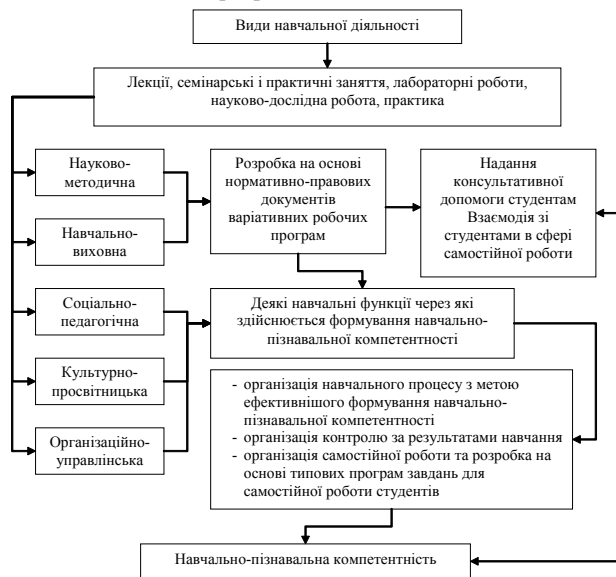 Види навчальної діяльності
Лекції, семінарські і практичні заняття, лабораторні роботи,
науково-дослідна робота, практика
Науково-
методична
Навчально-
виховна
Соціально-
педагогічна
Культурно-
просвітницька
Організаційно-
управлінська
Розробка на основі
нормативно-правових
документів
варіативних робочих
програм
Надання
консультативної
допомоги студентам
Взаємодія зі
студентами в сфері
самостійної роботи
Деякі навчальні функції через які
здійснюється формування навчально-
пізнавальної компетентності
- організація навчального процесу з метою
ефективнішого формування навчально-
пізнавальної компетентності
- організація контролю за результатами навчання
- організація самостійної роботи та розробка на
основі типових програм завдань для
самостійної роботи студентів
Навчально-пізнавальна компетентність